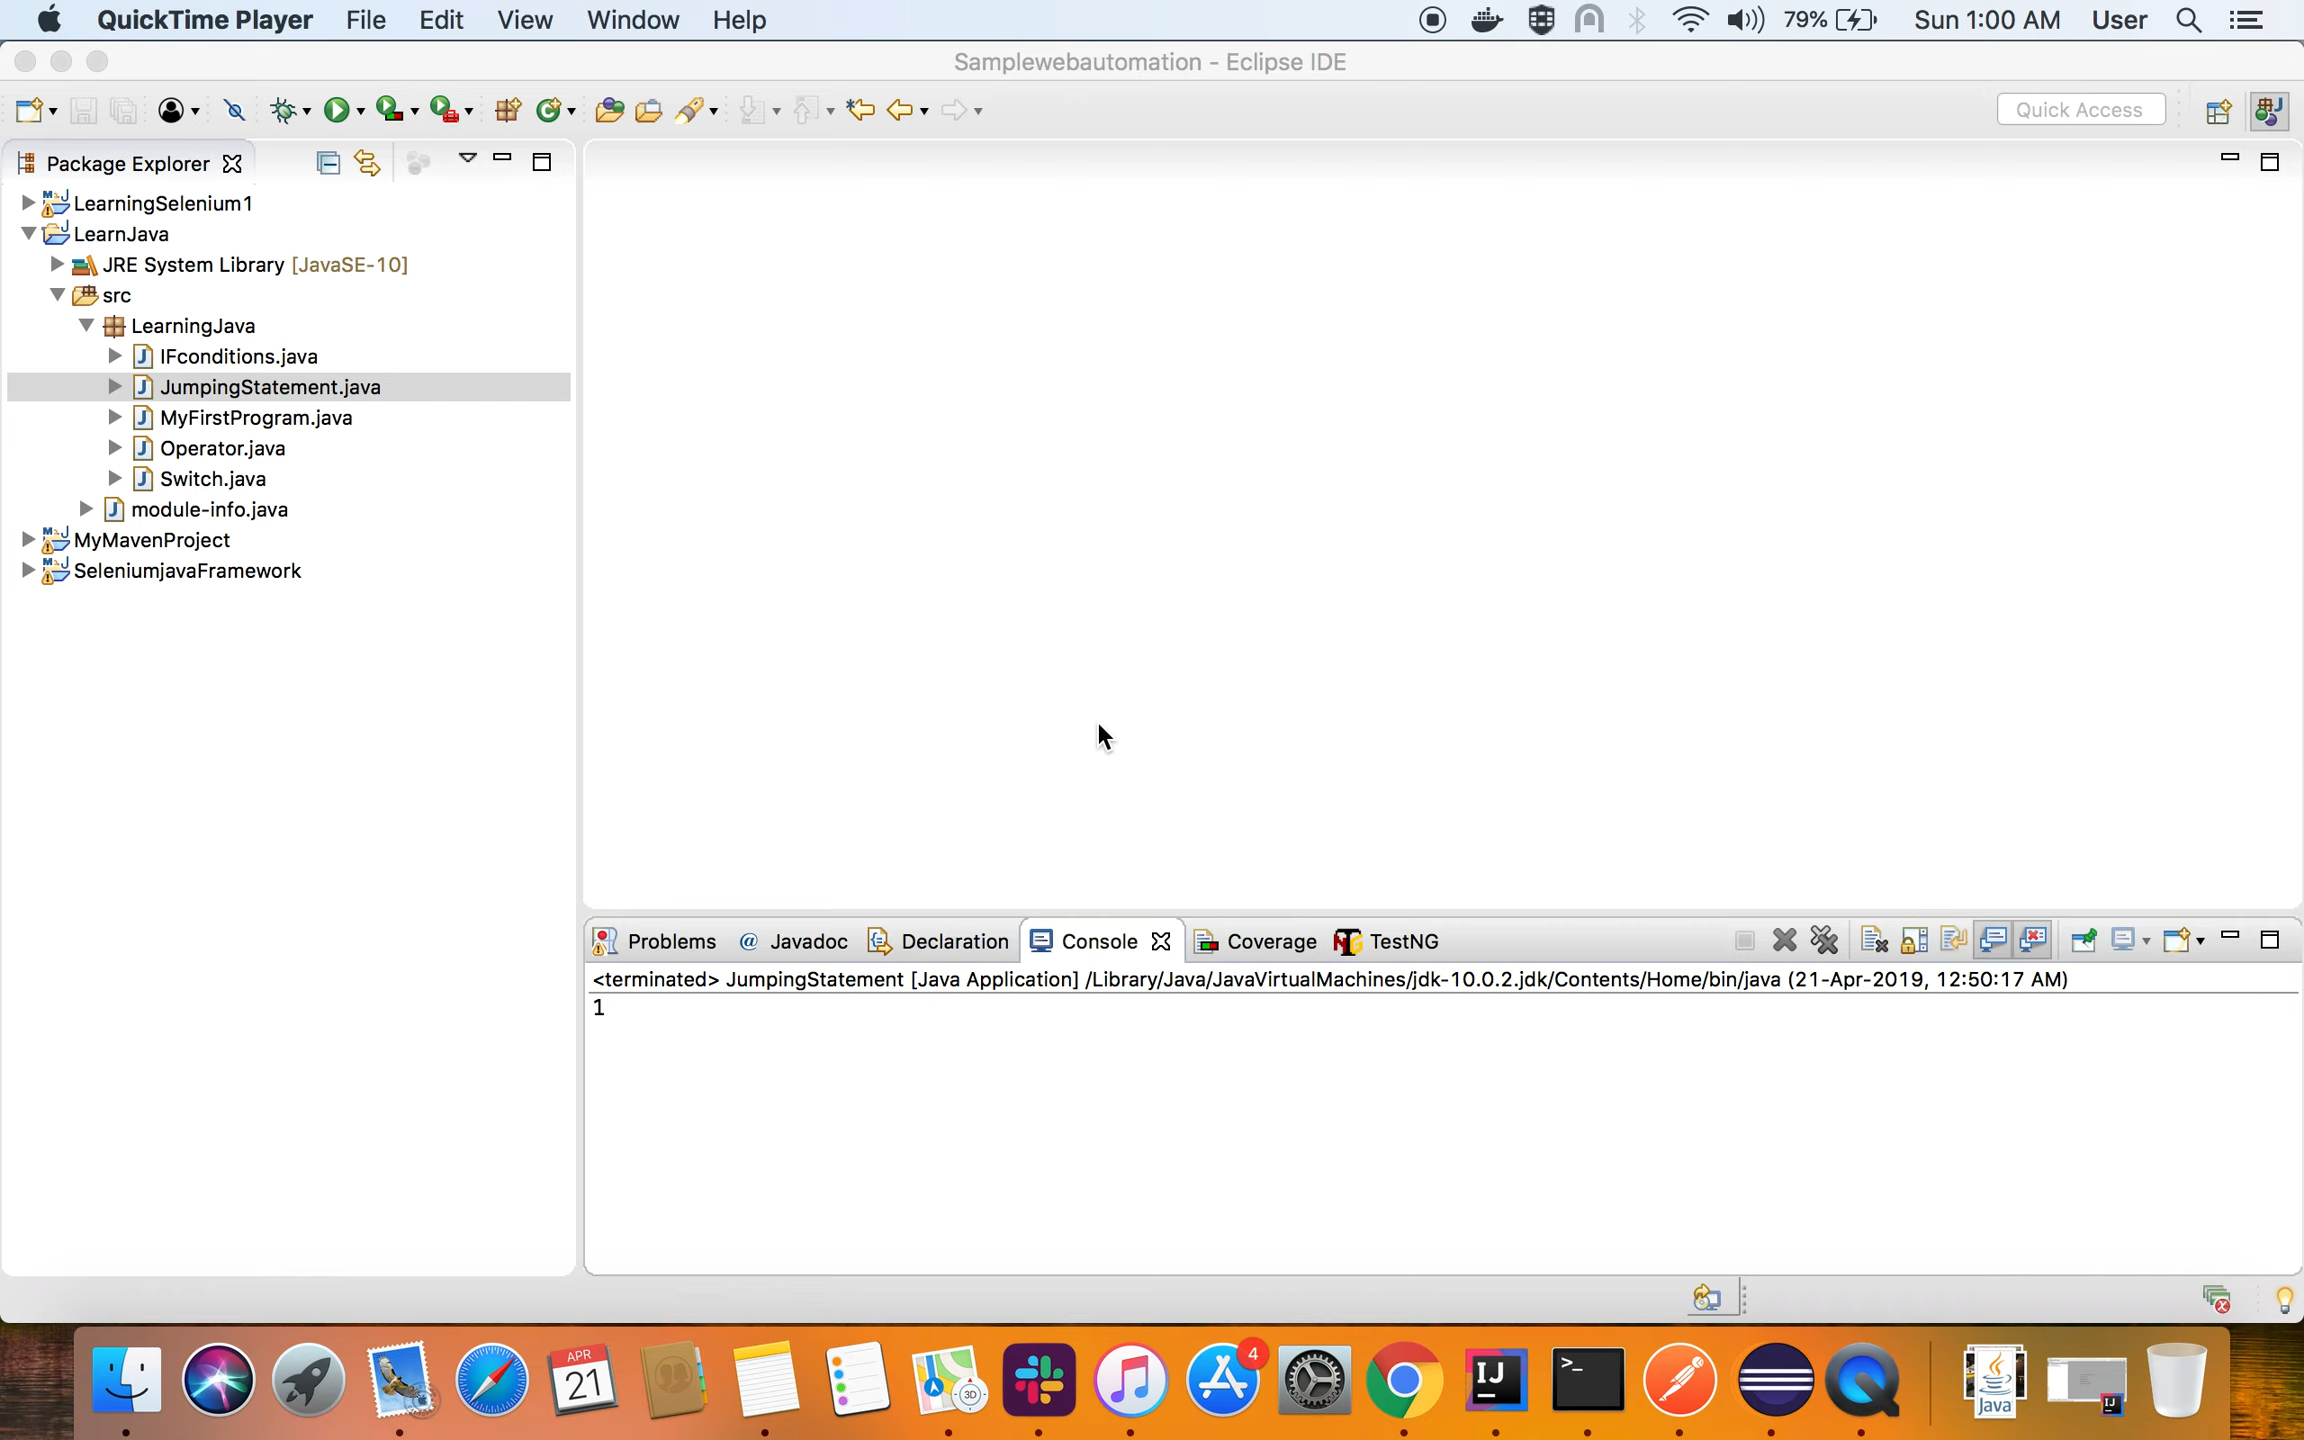 QuickTime Player File Edit View Window Help 79% Sun 1:00 AM User
Samplewebautomation - Eclipse IDE
Quick Access
Package Explorer
LearningSelenium1
LearnJava
JRE System Library [JavaSE-10]
src
LearningJava
IFconditions.java
JumpingStatement.java
MyFirstProgram.java
Operator.java
Switch.java
module-info.java
MyMavenProject
SeleniumjavaFramework
Problems @ Javadoc Declaration Console Coverage TestNG
<terminated> JumpingStatement [Java Application] /Library/Java/JavaVirtualMachines/jdk-10.0.2.jdk/Contents/Home/bin/java (21-Apr-2019, 12:50:17 AM)
1
APR
21
3D
4
IJ
>_
Java
IJ